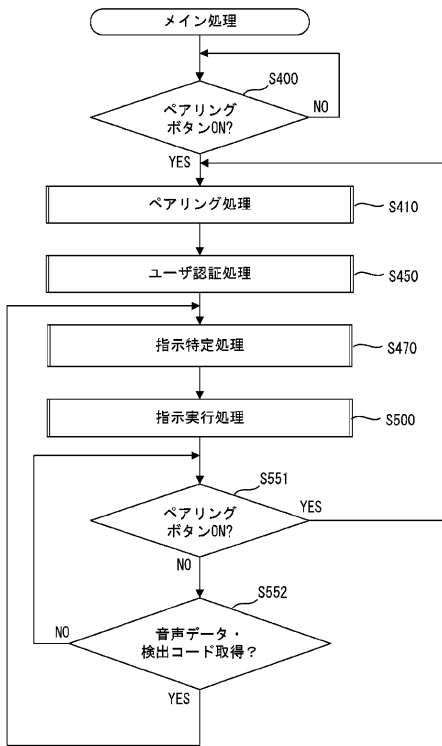 メイン処理
S400
ペアリング
ボタンON?
NO
YES
ペアリング処理
S410
ユーザ認証処理
S450
指示特定処理
S470
指示実行処理
S500
S551
ペアリング
ボタンON?
YES
NO
S552
音声データ・
検出コード取得？
NO
YES